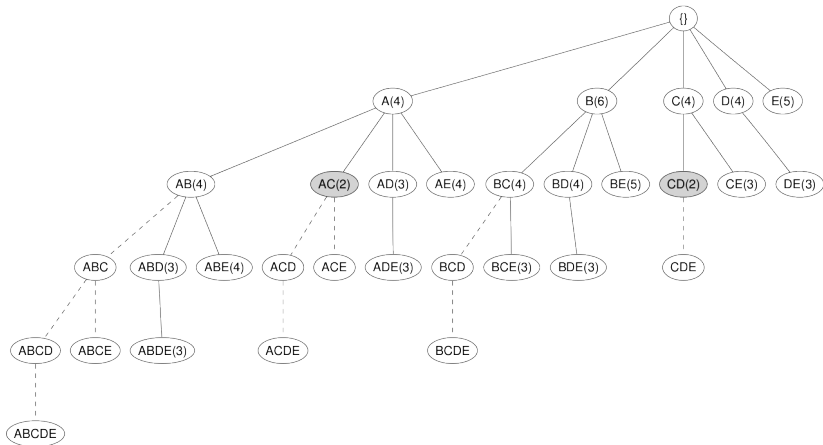 {}
A(4) B(6) C(4) D(4) E(5)
AB(4) AC(2) AD(3) AE(4) BC(4) BD(4) BE(5) CD(2) CE(3) DE(3)
ABC ABD(3) ABE(4) ACD ACE ADE(3) BCD BCE(3) BDE(3) CDE
ABCD ABCE ABDE(3) ACDE BCDE
ABCDE